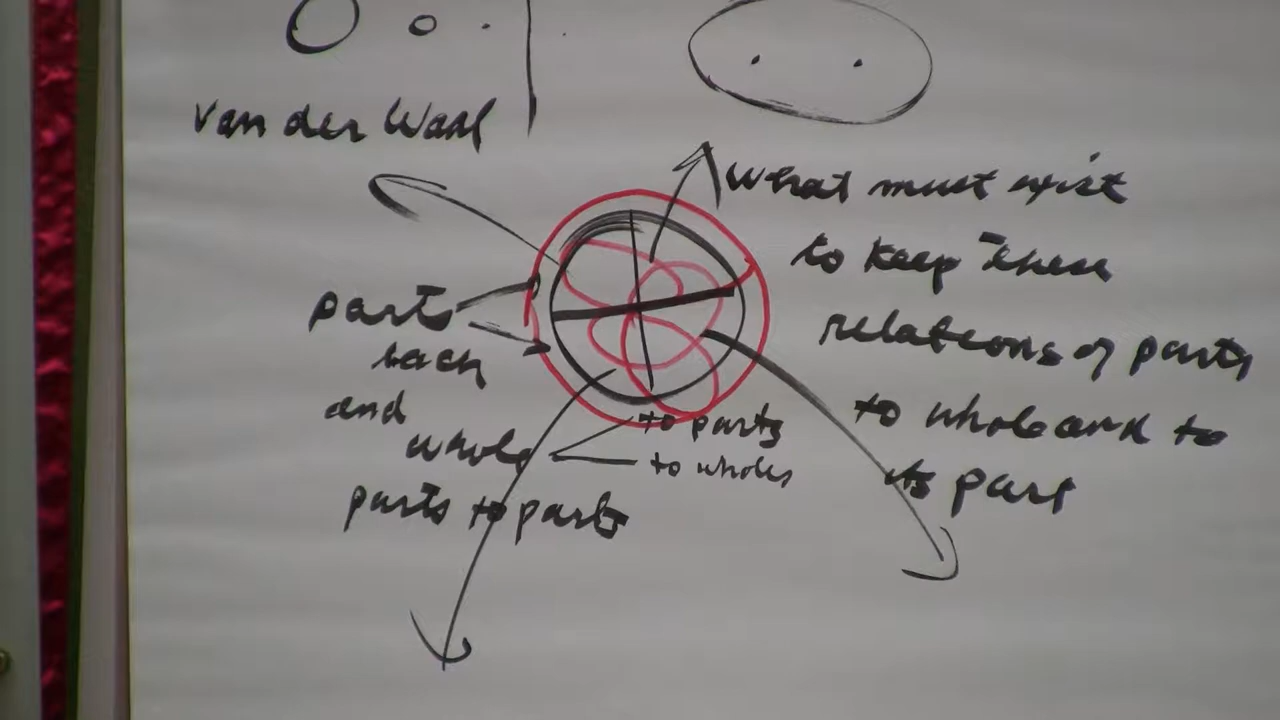 Van der Waal
What must exist
to keep these
relations of parts
to whole and to
its part
parts
each
and
whole
to parts
to wholes
parts to parts